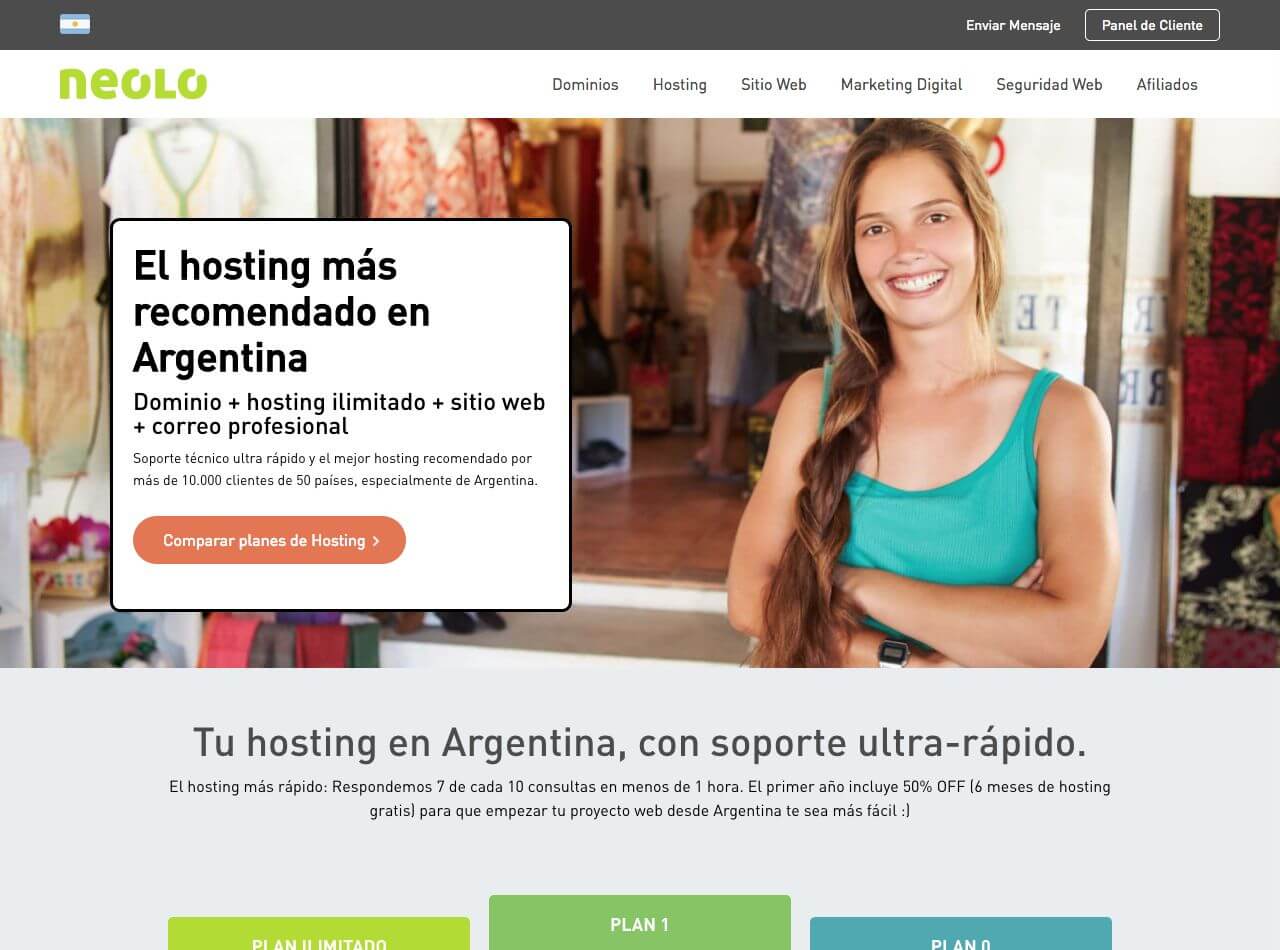 Enviar Mensaje
Panel de Cliente
neolo
Dominios
Hosting
Sitio Web
Marketing Digital
Seguridad Web
Afiliados
El hosting más
recomendado en
Argentina
Dominio + hosting ilimitado + sitio web
+ correo profesional
Soporte técnico ultra rápido y el mejor hosting recomendado por
más de 10.000 clientes de 50 países, especialmente de Argentina.
Comparar planes de Hosting ›
Tu hosting en Argentina, con soporte ultra-rápido.
El hosting más rápido: Respondemos 7 de cada 10 consultas en menos de 1 hora. El primer año incluye 50% OFF (6 meses de hosting
gratis) para que empezar tu proyecto web desde Argentina te sea más fácil :)
PLAN ILIMITADO
PLAN 1
PLAN 0